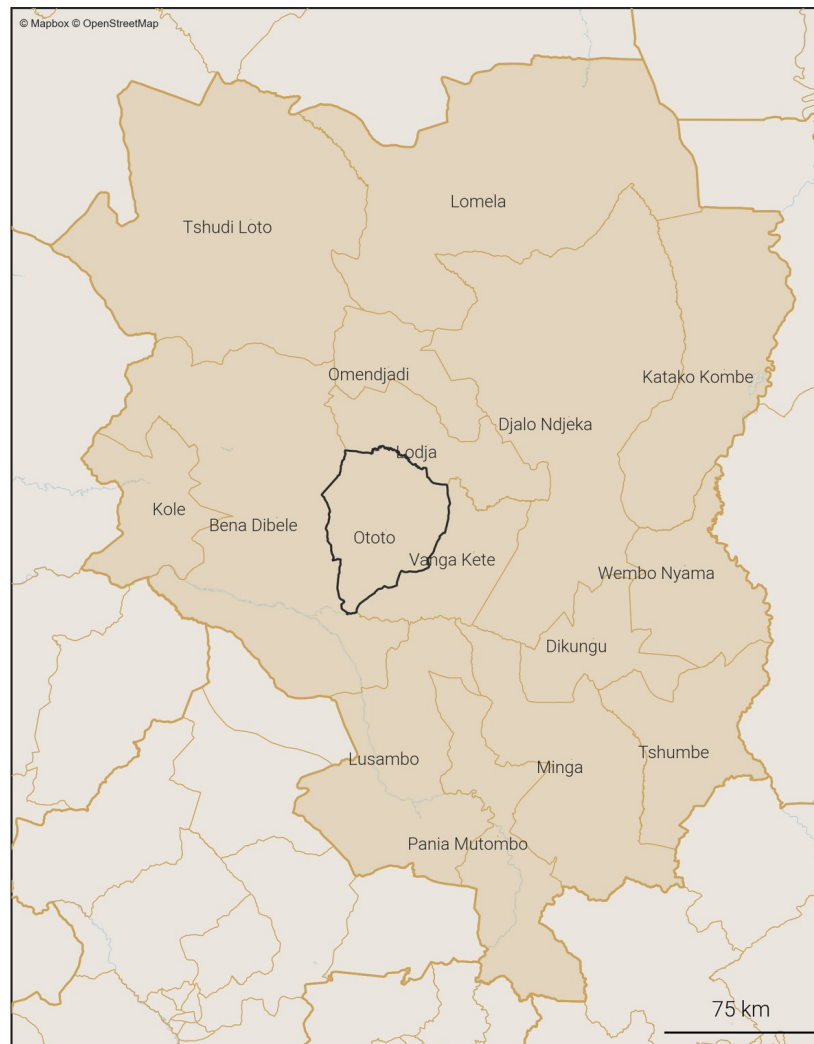 © Mapbox © OpenStreetMap
Lomela
Tshudi Loto
Omendjadi
Katako Kombe
Djalo Ndjeka
Lodja
Kole
Bena Dibele
Ototo
Vanga Kete
Wembo Nyama
Dikungu
Tshumbe
Lusambo
Minga
Pania Mutombo
75 km